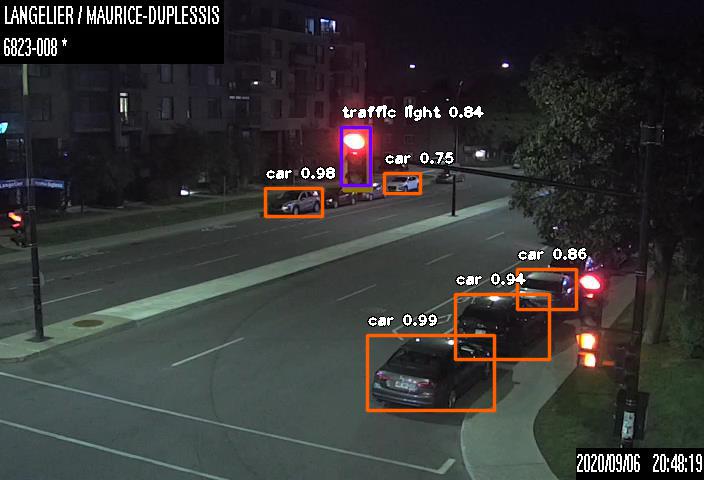 LANGELIER / MAURICE-DUPLESSIS
6823-008 *
traffic light 0.84
car 0.75
car 0.98
car 0.86
car 0.94
car 0.99
Langelier
2020/09/06 20:48:19